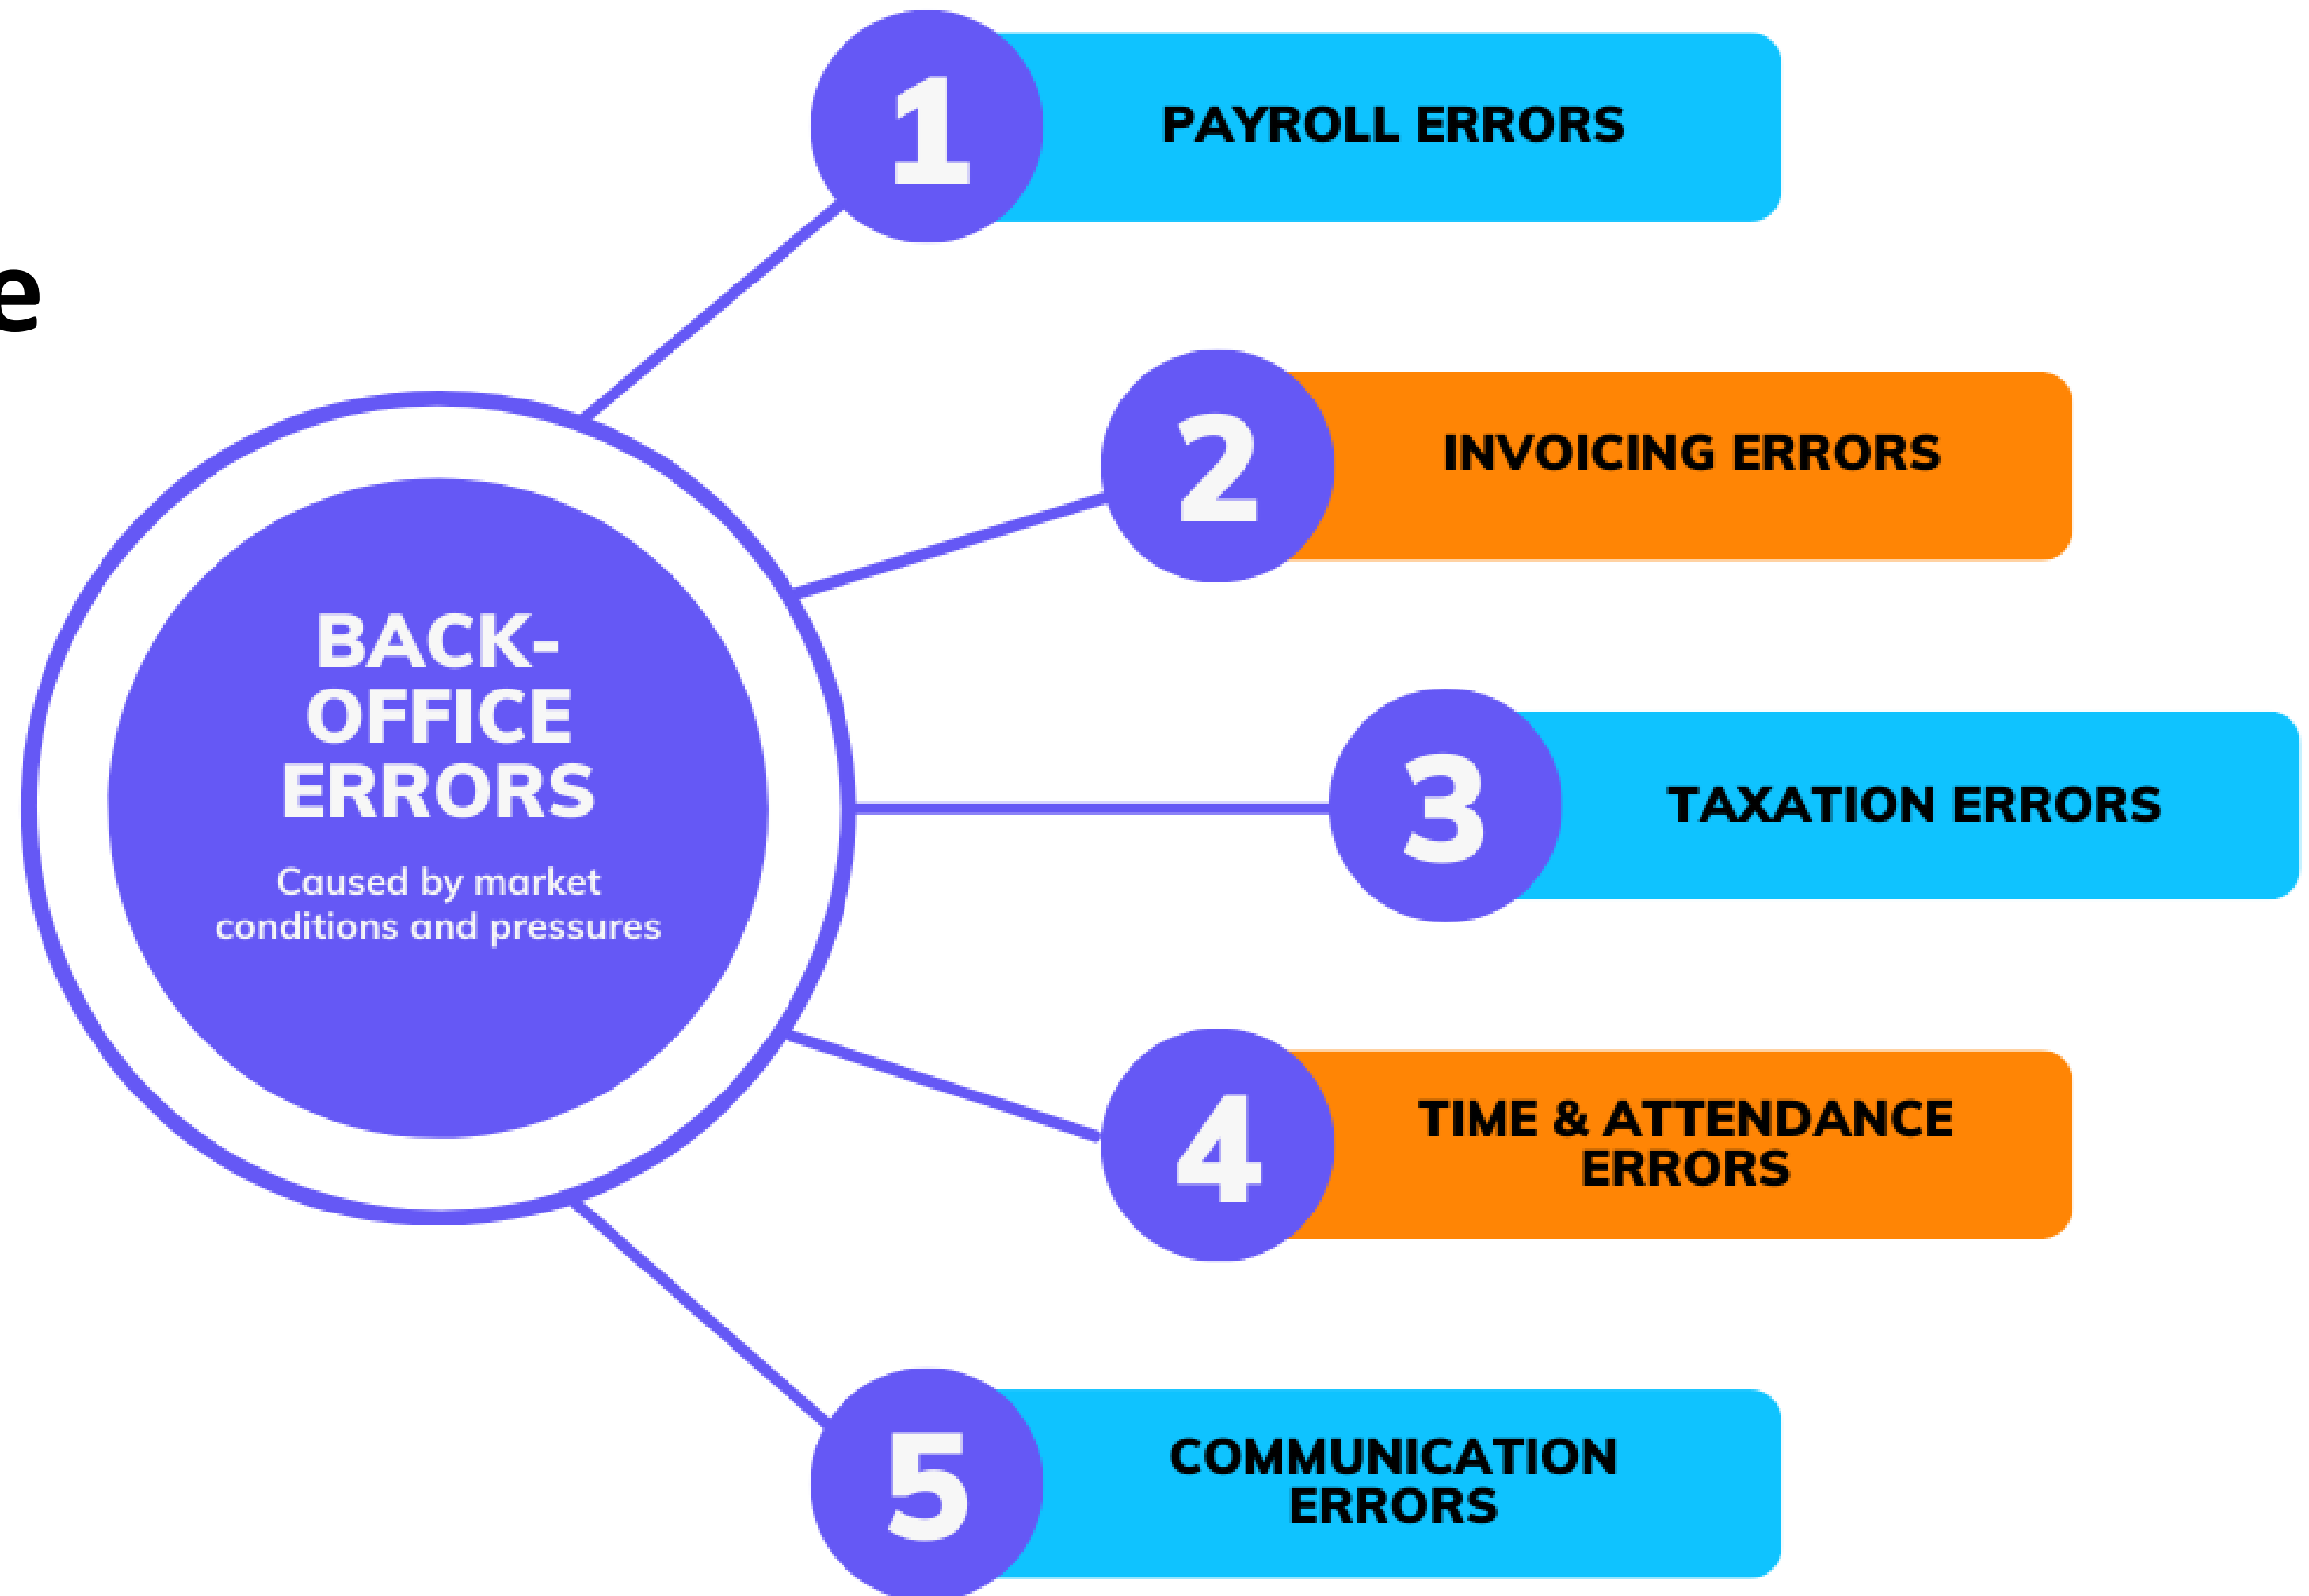 e
BACK-
OFFICE
ERRORS
Caused by market
conditions and pressures
1
PAYROLL ERRORS
2
INVOICING ERRORS
3
TAXATION ERRORS
4
TIME & ATTENDANCE
ERRORS
5
COMMUNICATION
ERRORS